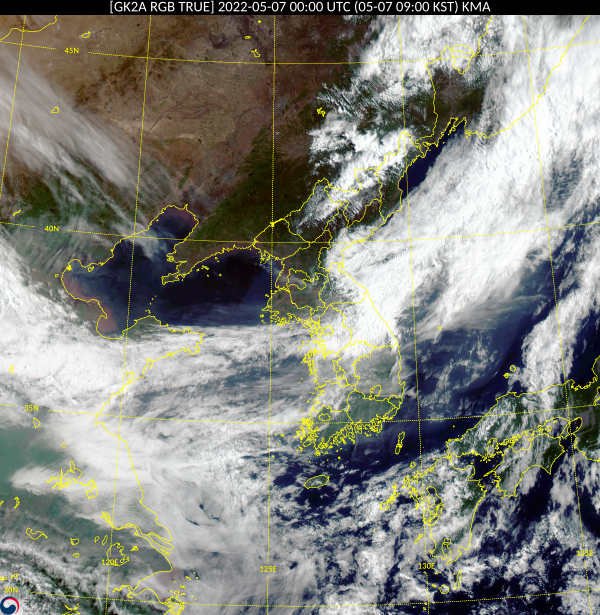 [GK2A RGB TRUE] 2022-05-07 00:00 UTC (05-07 09:00 KST) KMA
45N
40N
35N
120E
125E
130E